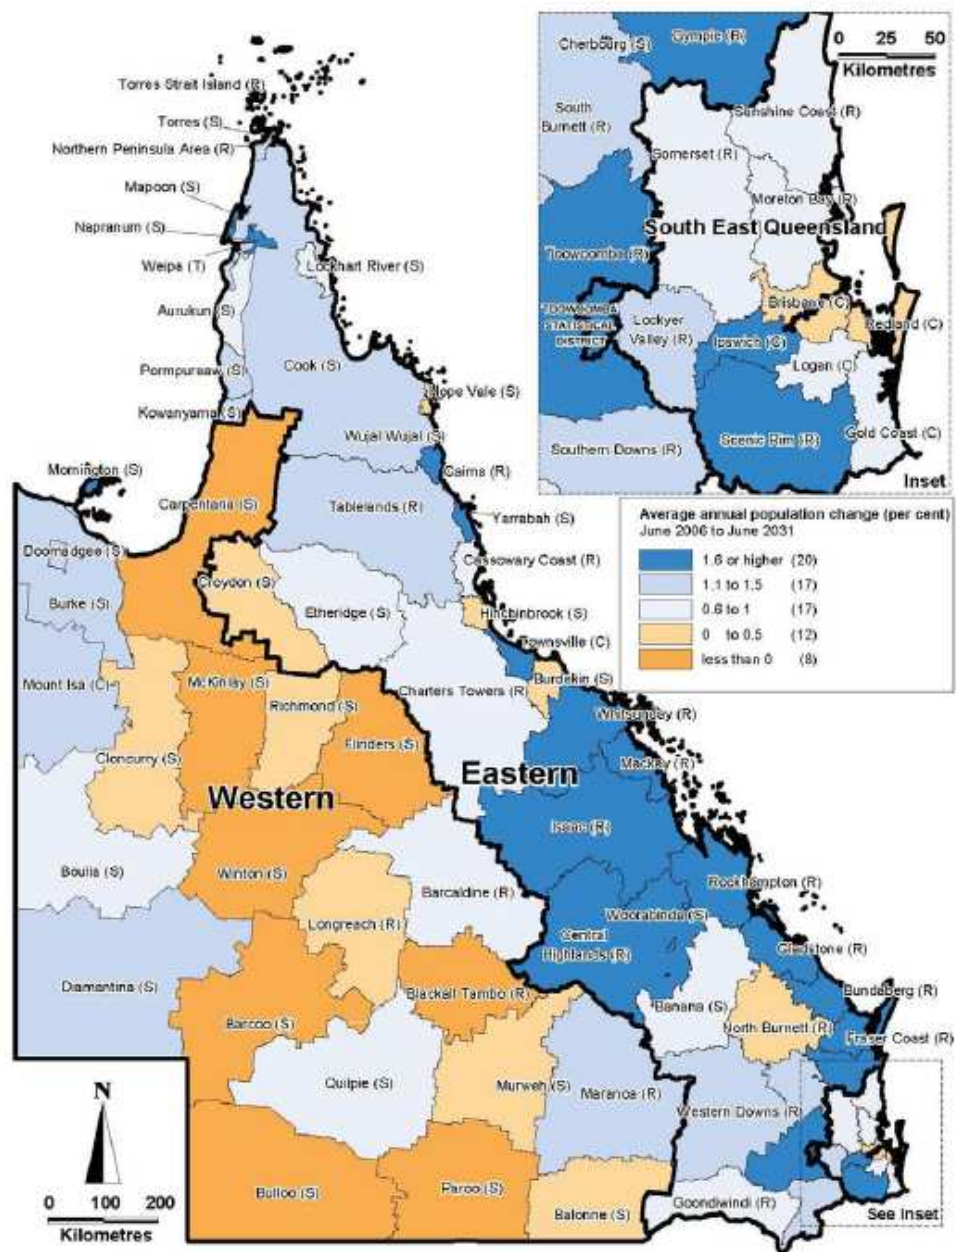 Torres Strait Island (R)
Torres (S)
Northern Peninsula Area (R)
Mapoon (S)
Napranum (S)
Weipa (T)
Lockhart River (S)
Aurukun (S)
Pormpuraaw (S)
Cook (S)
Kowanyama (S)
Hope Vale (S)
Wujal Wujal (S)
Mornington (S)
Cairns (R)
Carpentaria (S)
Tablelands (R)
Yarrabah (S)
Doomadgee (S)
Cassowary Coast (R)
Croydon (S)
Burke (S)
Etheridge (S)
Hinchinbrook (S)
Townsville (C)
Mount Isa (C)
McKinlay (S)
Richmond (S)
Charters Towers (R)
Burdekin (S)
Whitsunday (R)
Cloncurry (S)
Flinders (S)
Mackay (R)
Western
Eastern
Isaac (R)
Boulia (S)
Winton (S)
Barcaldine (R)
Rockhampton (R)
Longreach (R)
Woorabinda (S)
Central
Highlands (R)
Gladstone (R)
Diamantina (S)
Blackall Tambo (R)
Bundaberg (R)
Barcoo (S)
Banana (S)
North Burnett (R)
Fraser Coast (R)
Quilpie (S)
Murweh (S)
Maranoa (R)
Western Downs (R)
Bulloo (S)
Paroo (S)
Balonne (S)
Goondiwindi (R)
See Inset
N
0 100 200
Kilometres
Cherbourg (S)
Gympie (R)
0 25 50
Kilometres
South
Burnett (R)
Sunshine Coast (R)
Somerset (R)
Moreton Bay (R)
South East Queensland
Toowoomba (R)
Brisbane (C)
TOOWOOMBA
STATISTICAL
DISTRICT
Lockyer
Valley (R)
Ipswich (C)
Redland (C)
Logan (C)
Scenic Rim (R)
Gold Coast (C)
Southern Downs (R)
Inset
Average annual population change (per cent)
June 2006 to June 2031
1.6 or higher (20)
1.1 to 1.5 (17)
0.6 to 1 (17)
0 to 0.5 (12)
less than 0 (8)